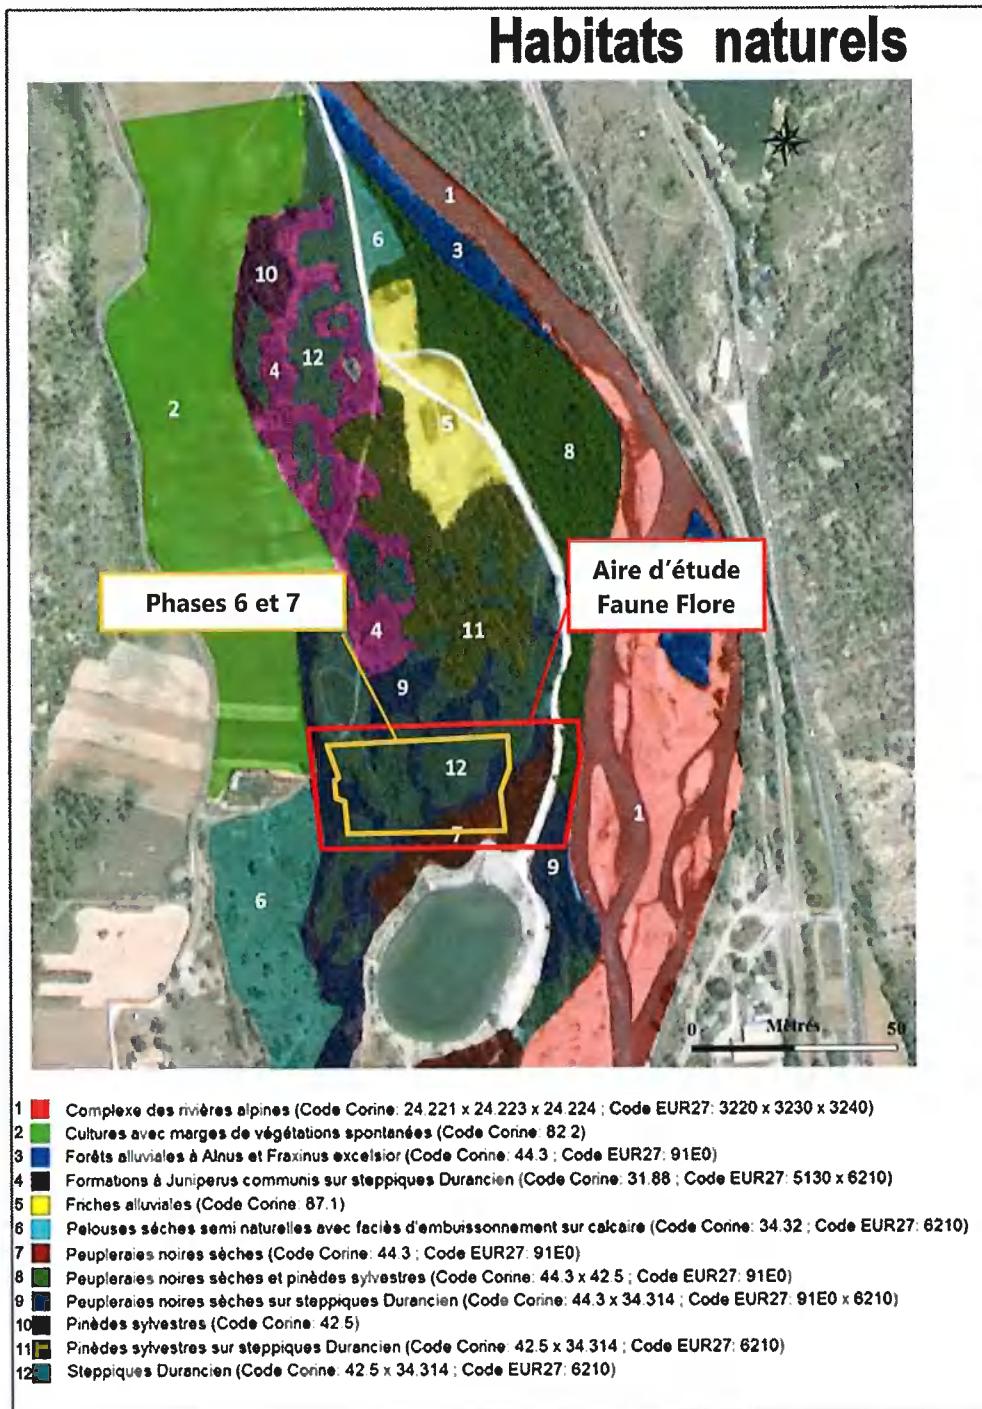 Habitats naturels
1
3
6
10
12
4
2
5
8
Aire d'étude
Faune Flore
Phases 6 et 7
4
11
9
12
7
1
9
6
0 Mètres 50
1 Complexe des rivières alpines (Code Corine: 24.221 x 24.223 x 24.224 ; Code EUR27: 3220 x 3230 x 3240)
2 Cultures avec marges de végétations spontanées (Code Corine: 82.2)
3 Forêts alluviales à Alnus et Fraxinus excelsior (Code Corine: 44.3 ; Code EUR27: 91E0)
4 Formations à Juniperus communis sur steppiques Durancien (Code Corine: 31.88 ; Code EUR27: 5130 x 6210)
5 Friches alluviales (Code Corine: 87.1)
6 Pelouses sèches semi naturelles avec faciès d'embuissonnement sur calcaire (Code Corine: 34.32 ; Code EUR27: 6210)
7 Peupleraies noires sèches (Code Corine: 44.3 ; Code EUR27: 91E0)
8 Peupleraies noires sèches et pinèdes sylvestres (Code Corine: 44.3 x 42.5 ; Code EUR27: 91E0)
9 Peupleraies noires sèches sur steppiques Durancien (Code Corine: 44.3 x 34.314 ; Code EUR27: 91E0 x 6210)
10 Pinèdes sylvestres (Code Corine: 42.5)
11 Pinèdes sylvestres sur steppiques Durancien (Code Corine: 42.5 x 34.314 ; Code EUR27: 6210)
12 Steppiques Durancien (Code Corine: 42.5 x 34.314 ; Code EUR27: 6210)